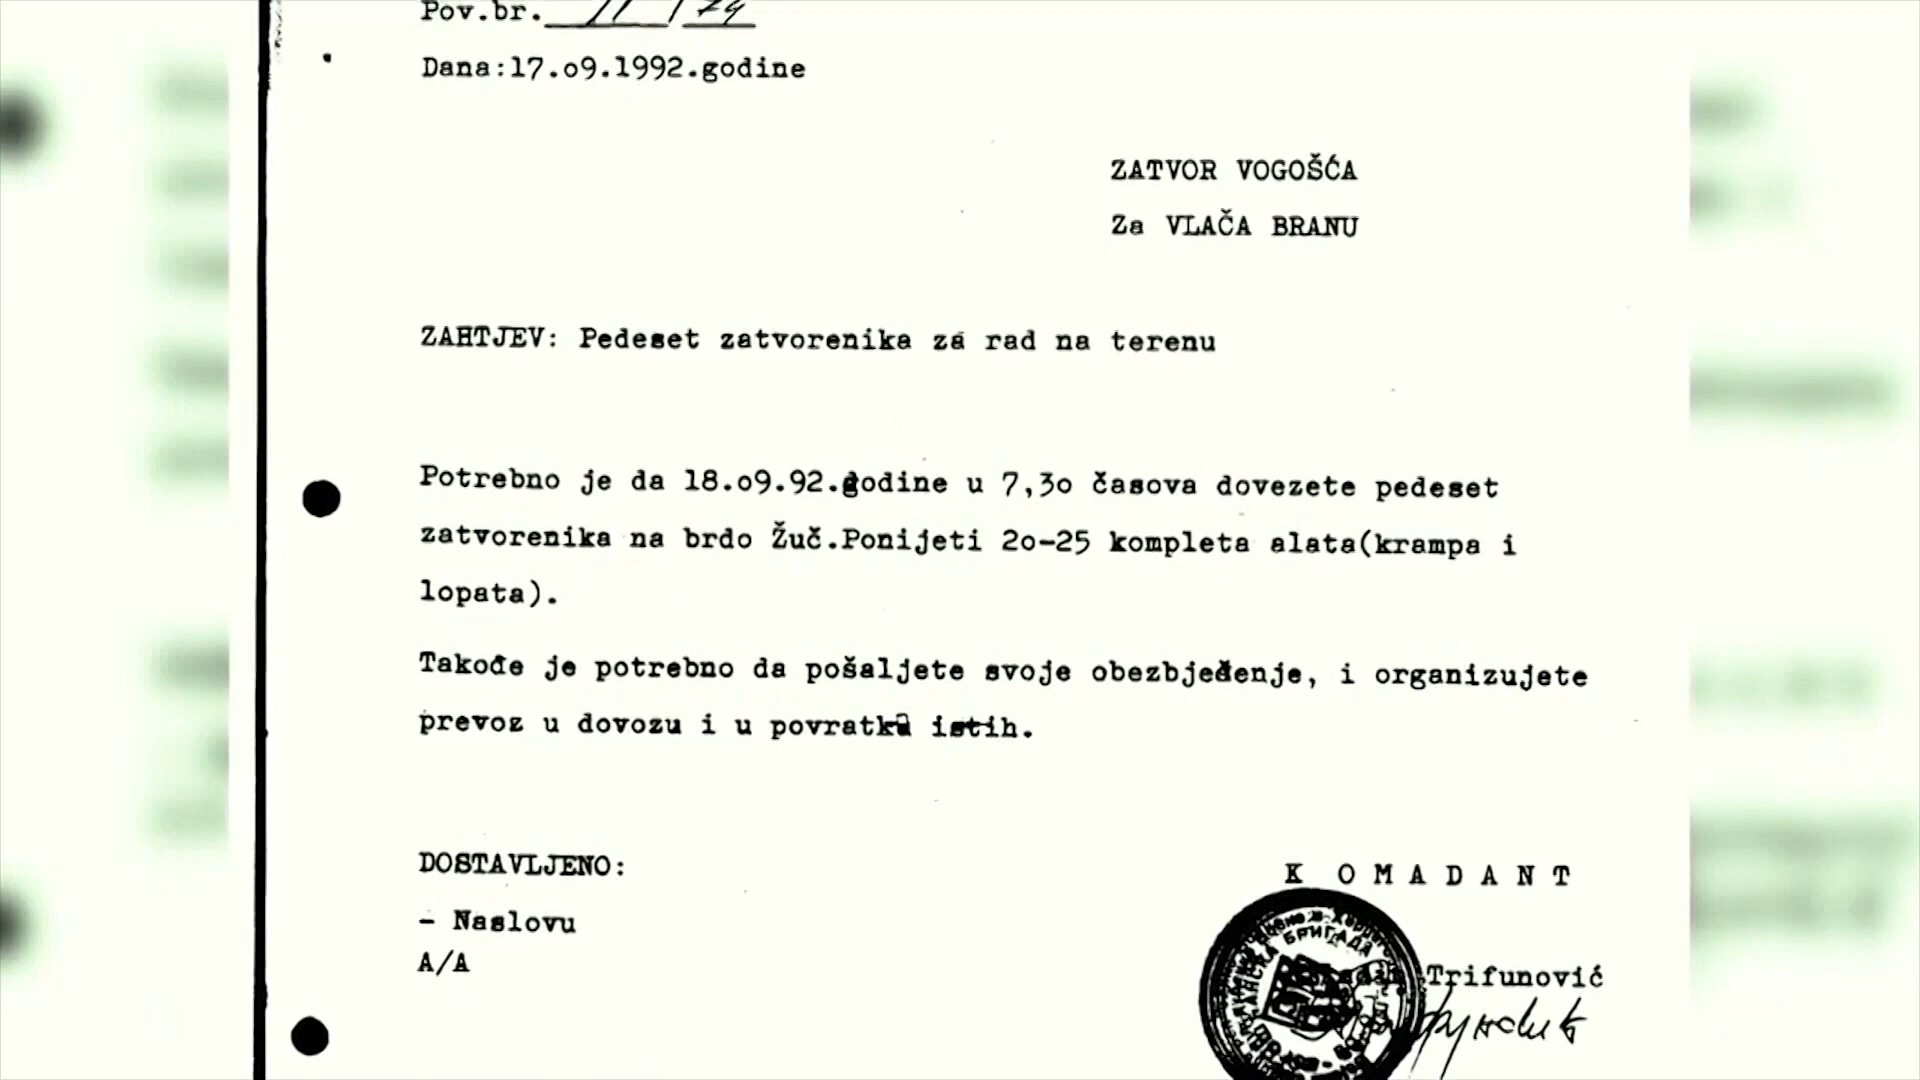 Pov.br. 11/74
Dana:17.o9.1992.godine
ZATVOR VOGOŠĆA
Za VLAČA BRANU
ZAHTJEV: Pedeset zatvorenika za rad na terenu
Potrebno je da 18.o9.92.godine u 7,3o časova dovezete pedeset
zatvorenika na brdo Žuč.Ponijeti 2o-25 kompleta alata(krampa i
lopata).
Takođe je potrebno da pošaljete svoje obezbjeđenje, i organizujete
prevoz u dovozu i u povratku istih.
DOSTAVLJENO:
- Naslovu
A/A
K OMADANT
БРИГАДА
Trifunović